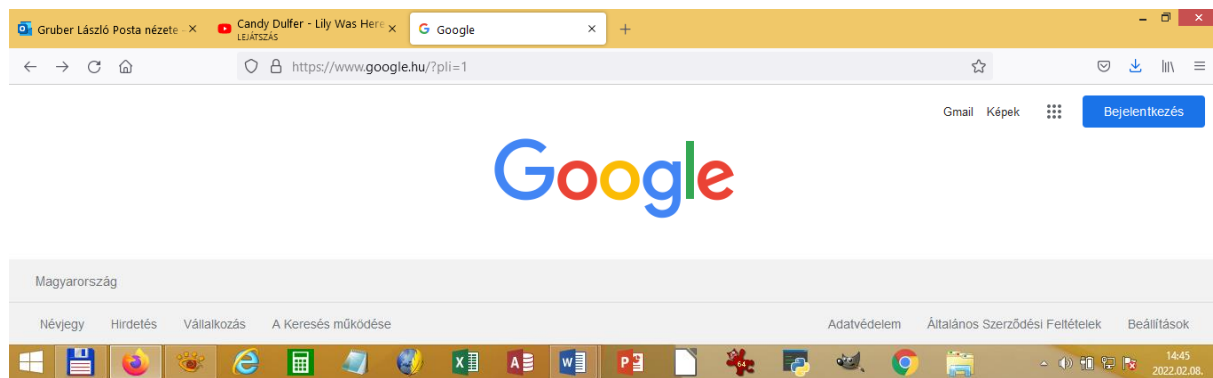 Gruber László Posta nézete - Candy Dulfer - Lily Was Here Google
LEJÁTSZÁS
https://www.google.hu/?pli=1
Gmail Képek Bejelentkezés
Google
Magyarország
Névjegy Hirdetés Vállalkozás A Keresés működése Adatvédelem Általános Szerződési Feltételek Beállítások
14:45
2022.02.08.